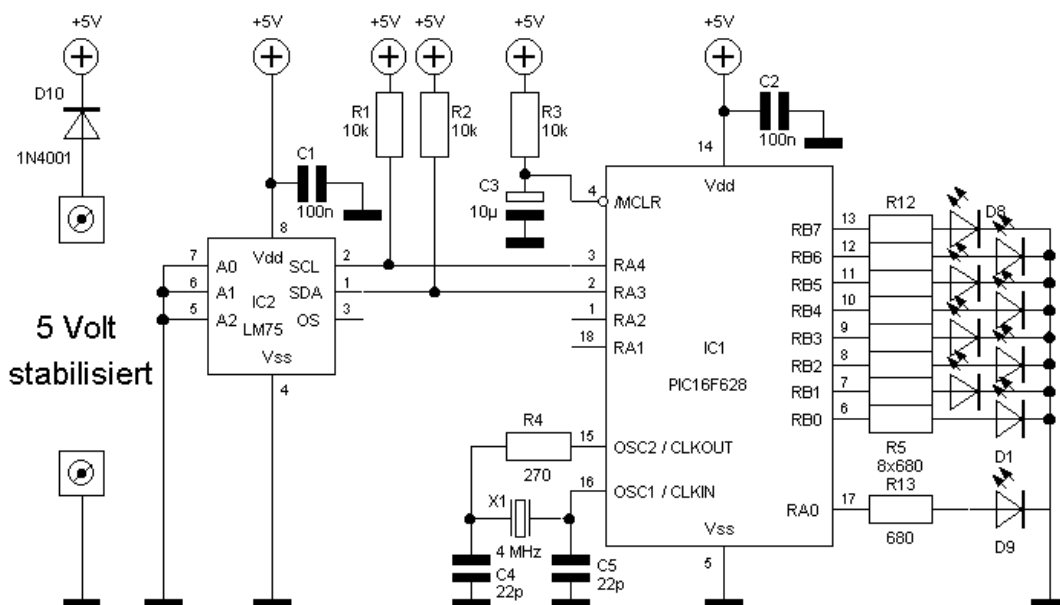 +5V
+5V
+5V
+5V
+5V
+5V
D10
1N4001
C1
100n
R1
10k
R2
10k
R3
10k
C3
10µ
C2
100n
14
Vdd
4
/MCLR
8
Vdd
7
A0
SCL
2
6
A1
SDA
1
5
A2
OS
3
IC2
LM75
Vss
4
5 Volt
stabilisiert
3
RA4
2
RA3
1
RA2
18
RA1
IC1
PIC16F628
R4
270
15
OSC2 / CLKOUT
16
OSC1 / CLKIN
X1
4 MHz
C4
22p
C5
22p
Vss
5
RB7
13
RB6
12
RB5
11
RB4
10
RB3
9
RB2
8
RB1
7
RB0
6
R12
D8
R5
8x680
D1
RA0
17
R13
680
D9